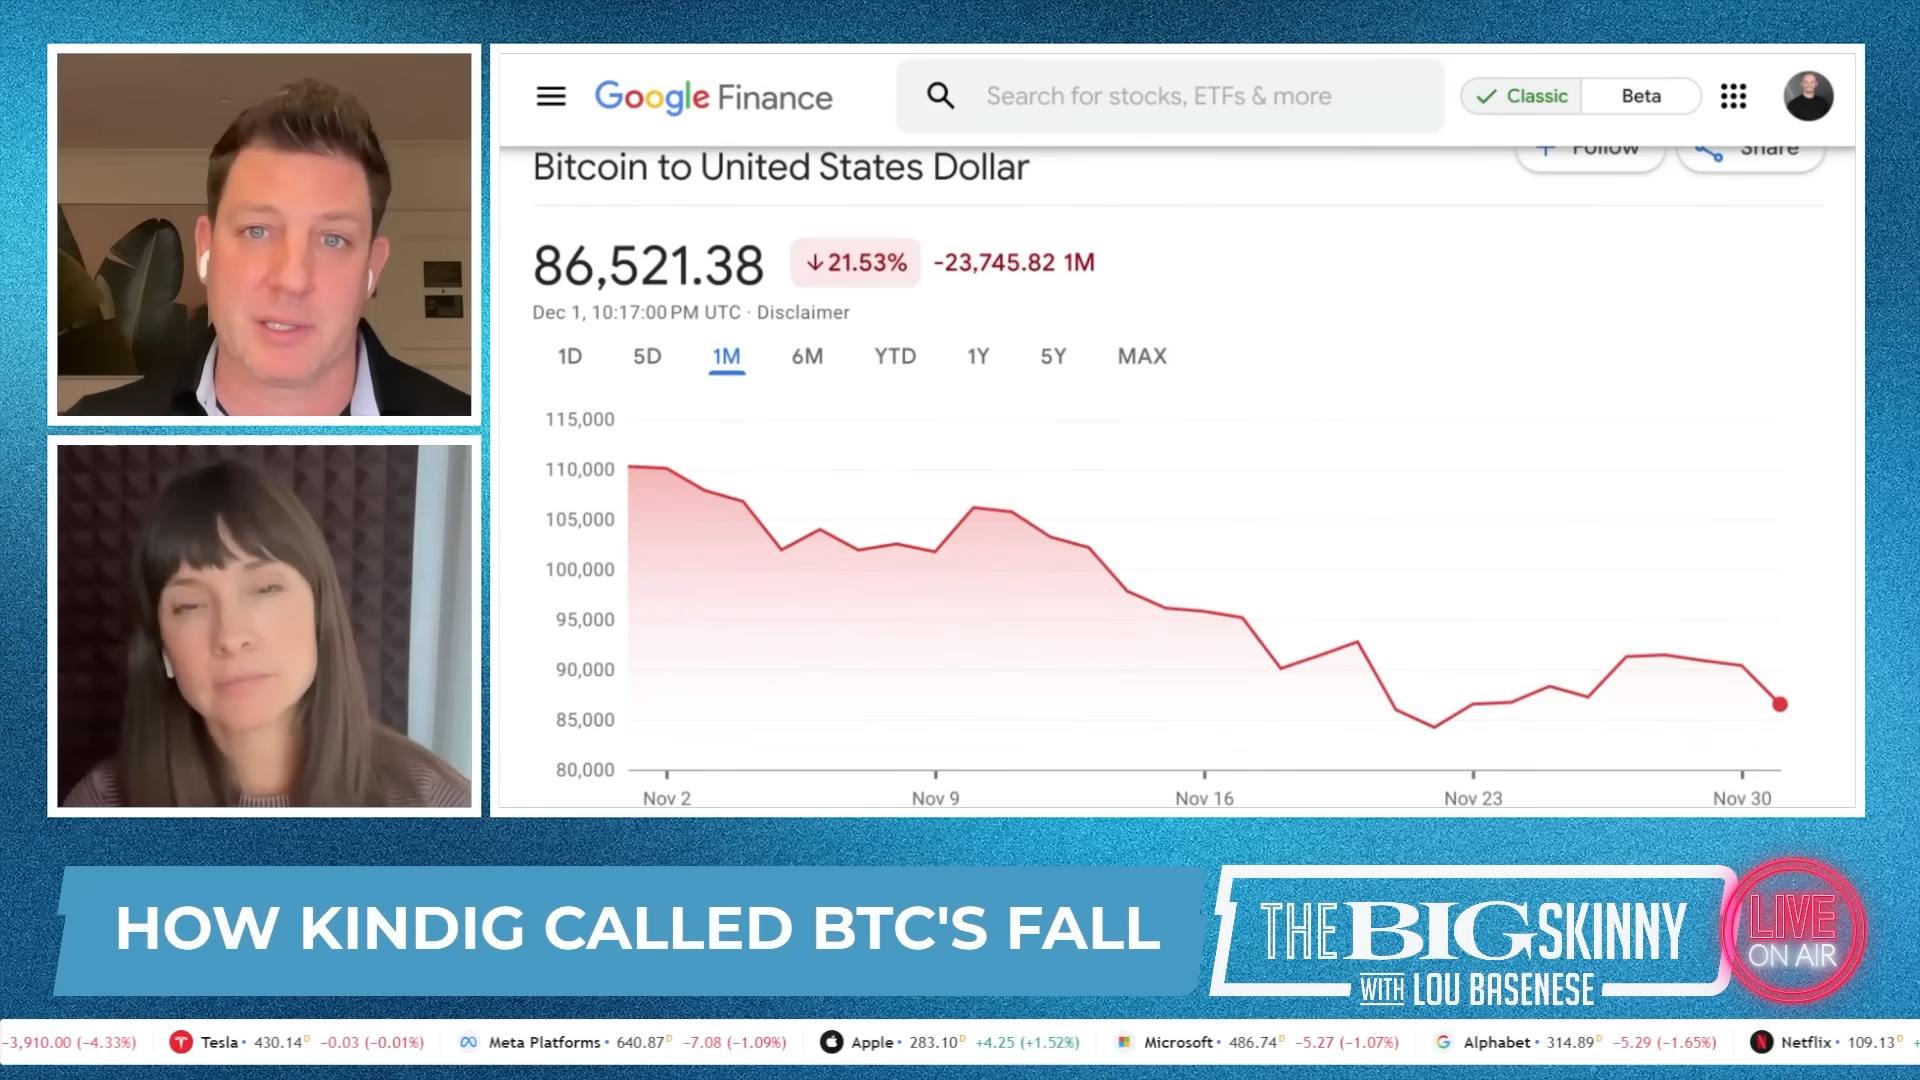 Google Finance
Search for stocks, ETFs & more
Classic
Beta
Bitcoin to United States Dollar
Follow
Share
86,521.38
↓21.53%
-23,745.82 1M
Dec 1, 10:17:00 PM UTC · Disclaimer
1D 5D 1M 6M YTD 1Y 5Y MAX
115,000
110,000
105,000
100,000
95,000
90,000
85,000
80,000
Nov 2 Nov 9 Nov 16 Nov 23 Nov 30
HOW KINDIG CALLED BTC'S FALL
THE BIG SKINNY
WITH LOU BASENESE
LIVE
ON AIR
−3,910.00 (−4.33%) Tesla • 430.14 D −0.03 (−0.01%) Meta Platforms • 640.87 D −7.08 (−1.09%) Apple • 283.10 D +4.25 (+1.52%) Microsoft • 486.74 D −5.27 (−1.07%) Alphabet • 314.89 D −5.29 (−1.65%) Netflix • 109.13 D +